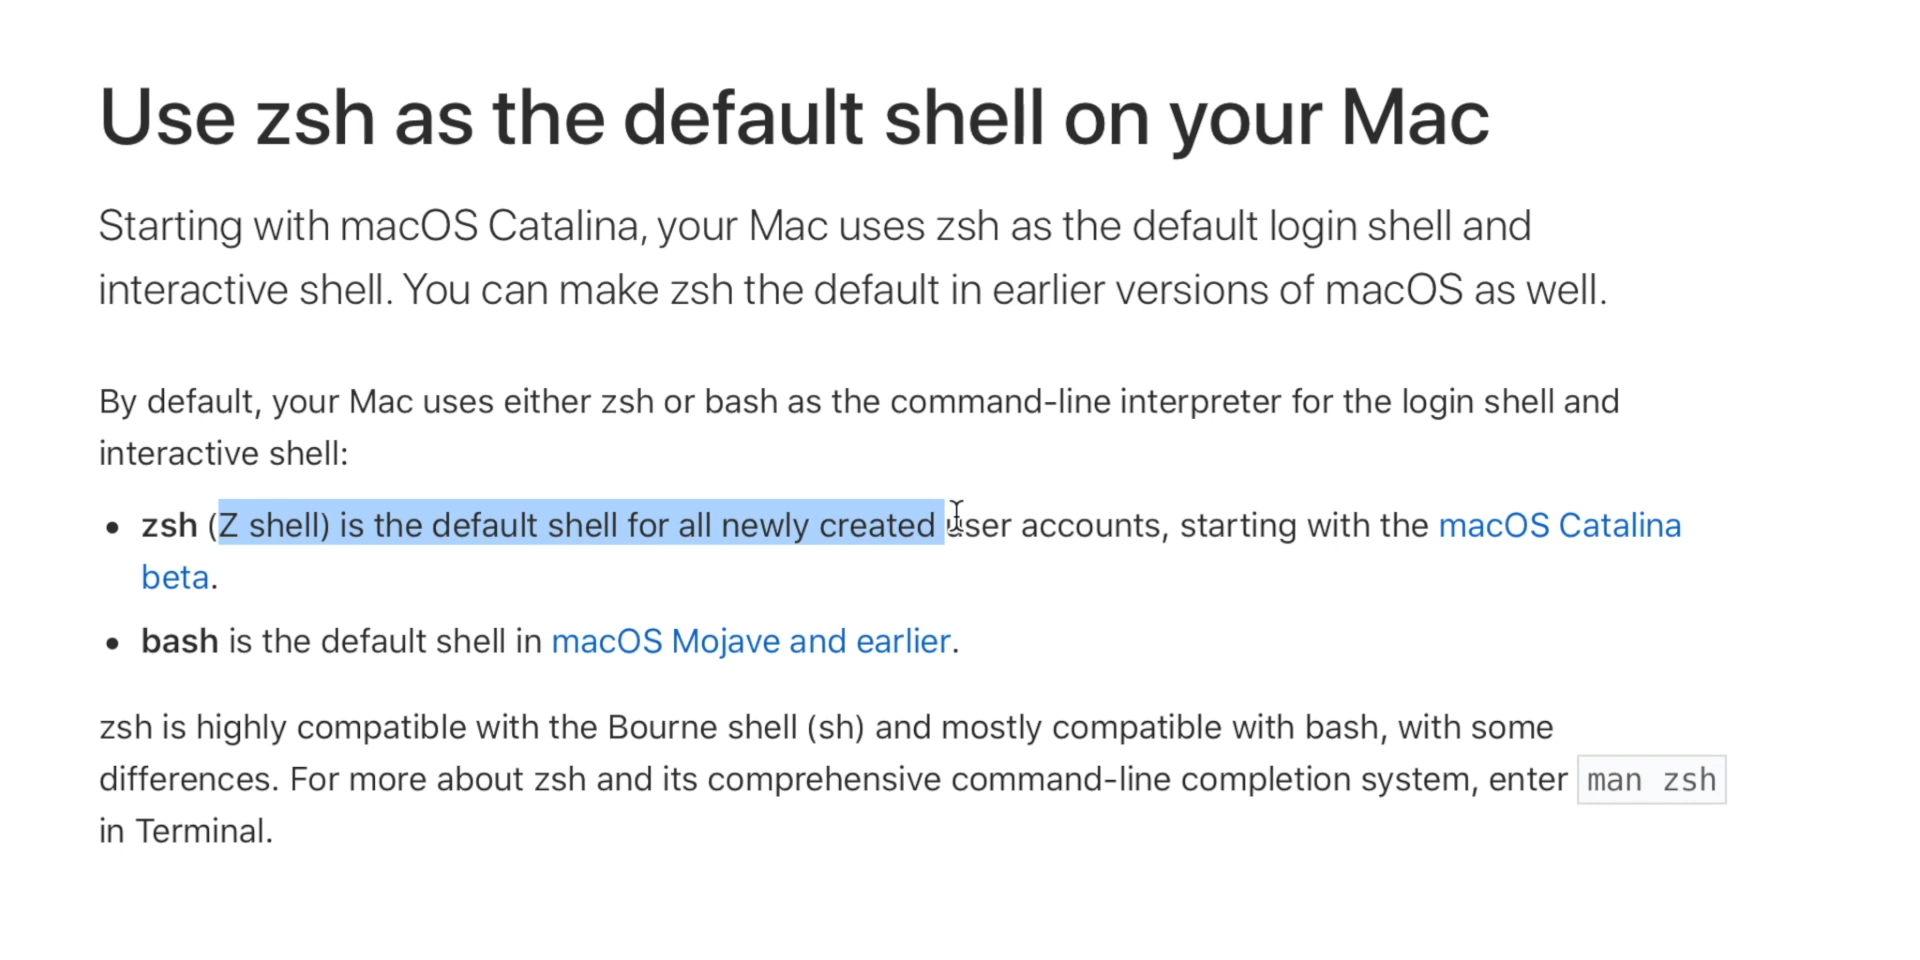 Use zsh as the default shell on your Mac
Starting with macOS Catalina, your Mac uses zsh as the default login shell and
interactive shell. You can make zsh the default in earlier versions of macOS as well.
By default, your Mac uses either zsh or bash as the command-line interpreter for the login shell and
interactive shell:
• zsh (Z shell) is the default shell for all newly created user accounts, starting with the macOS Catalina
beta.
• bash is the default shell in macOS Mojave and earlier.
zsh is highly compatible with the Bourne shell (sh) and mostly compatible with bash, with some
differences. For more about zsh and its comprehensive command-line completion system, enter man zsh
in Terminal.